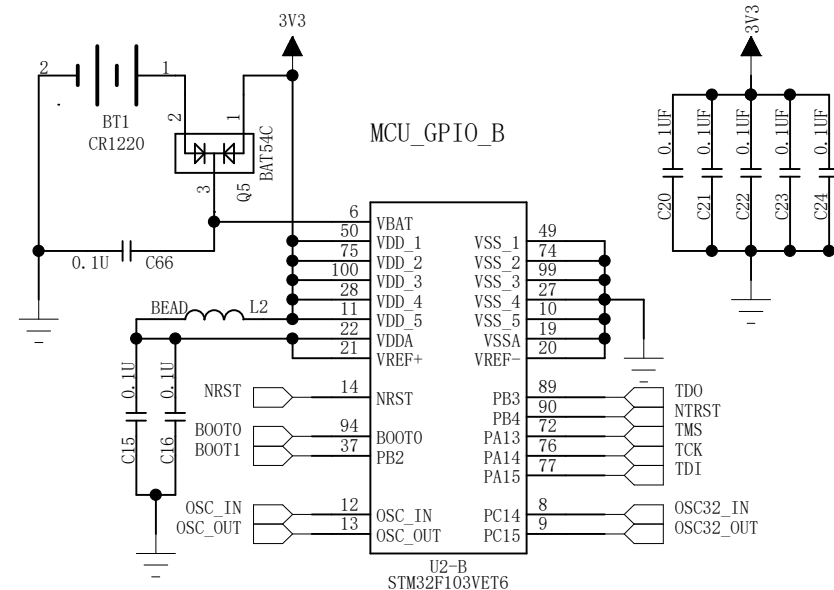 3V3
2
1
BT1
CR1220
2
1
BAT54C
3
Q5
MCU_GPIO_B
3V3
0.1UF
0.1UF
0.1UF
0.1UF
0.1UF
C20
C21
C22
C23
C24
0.1U
C66
BEAD
L2
6 VBAT
50 VDD_1
75 VDD_2
100 VDD_3
28 VDD_4
11 VDD_5
22 VDDA
21 VREF+
VSS_1 49
VSS_2 74
VSS_3 99
VSS_4 27
VSS_5 10
VSSA 19
VREF- 20
0.1U
0.1U
C15
C16
NRST 14 NRST
BOOT0 94 BOOT0
BOOT1 37 PB2
OSC_IN 12 OSC_IN
OSC_OUT 13 OSC_OUT
PB3 89 TDO
PB4 90 NTRST
PA13 72 TMS
PA14 76 TCK
PA15 77 TDI
PC14 8 OSC32_IN
PC15 9 OSC32_OUT
U2-B
STM32F103VET6